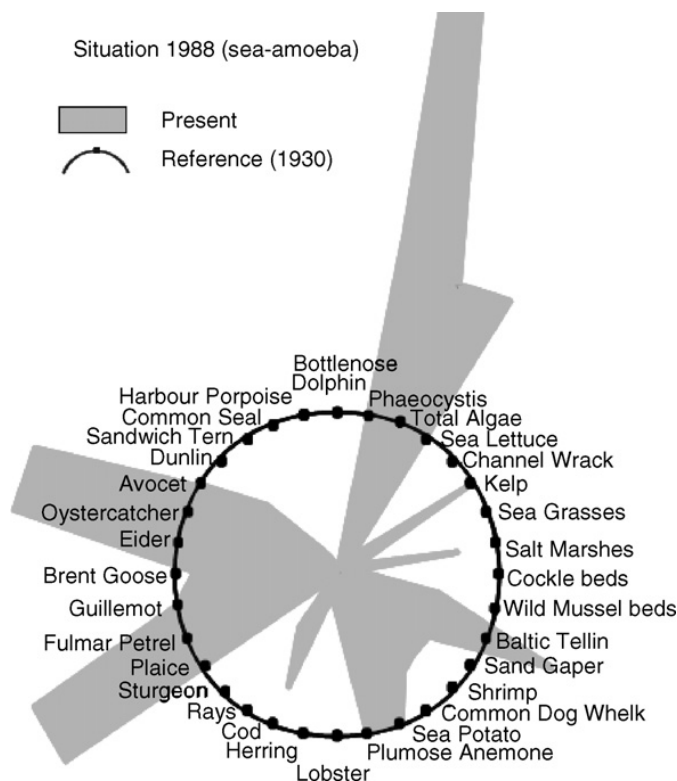 Situation 1988 (sea-amoeba)
Present
Reference (1930)
Bottlenose
Dolphin
Phaeocystis
Total Algae
Sea Lettuce
Channel Wrack
Kelp
Sea Grasses
Salt Marshes
Cockle beds
Wild Mussel beds
Baltic Tellin
Sand Gaper
Shrimp
Common Dog Whelk
Sea Potato
Plumose Anemone
Lobster
Herring
Cod
Rays
Sturgeon
Plaice
Fulmar Petrel
Guillemot
Brent Goose
Eider
Oystercatcher
Avocet
Dunlin
Sandwich Tern
Common Seal
Harbour Porpoise